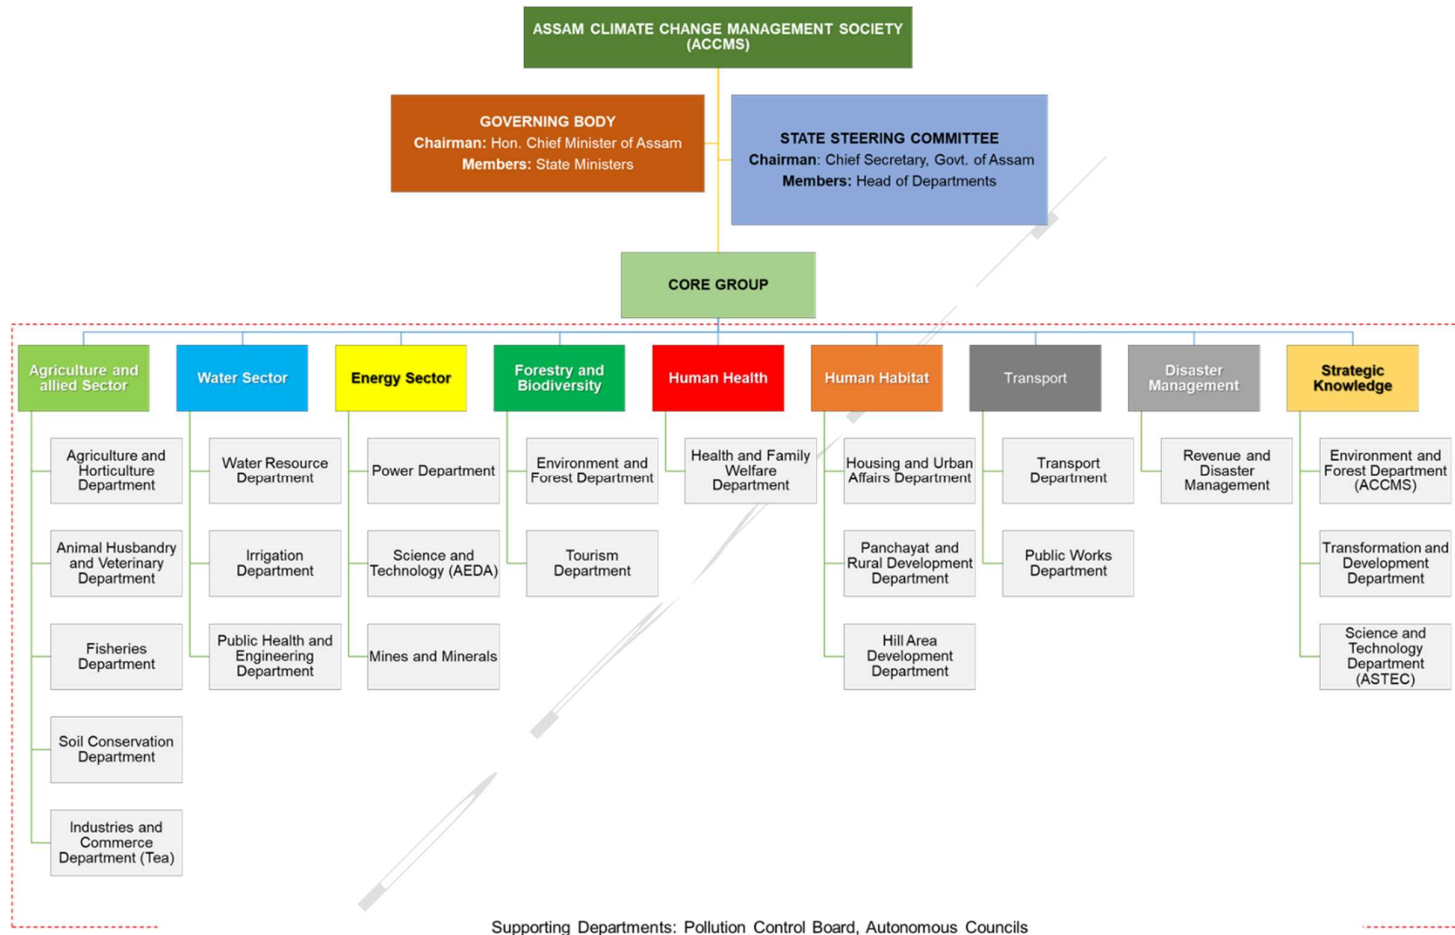 ASSAM CLIMATE CHANGE MANAGEMENT SOCIETY
(ACCMS)
GOVERNING BODY
Chairman: Hon. Chief Minister of Assam
Members: State Ministers
STATE STEERING COMMITTEE
Chairman: Chief Secretary, Govt. of Assam
Members: Head of Departments
CORE GROUP
Agriculture and
allied Sector
Water Sector
Energy Sector
Forestry and
Biodiversity
Human Health
Human Habitat
Transport
Disaster
Management
Strategic
Knowledge
Agriculture and
Horticulture
Department
Animal Husbandry
and Veterinary
Department
Fisheries
Department
Soil Conservation
Department
Industries and
Commerce
Department (Tea)
Water Resource
Department
Irrigation
Department
Public Health and
Engineering
Department
Power Department
Science and
Technology (AEDA)
Mines and Minerals
Environment and
Forest Department
Tourism
Department
Health and Family
Welfare
Department
Housing and Urban
Affairs Department
Panchayat and
Rural Development
Department
Hill Area
Development
Department
Transport
Department
Public Works
Department
Revenue and
Disaster
Management
Environment and
Forest Department
(ACCMS)
Transformation and
Development
Department
Science and
Technology
Department
(ASTEC)
Supporting Departments: Pollution Control Board, Autonomous Councils